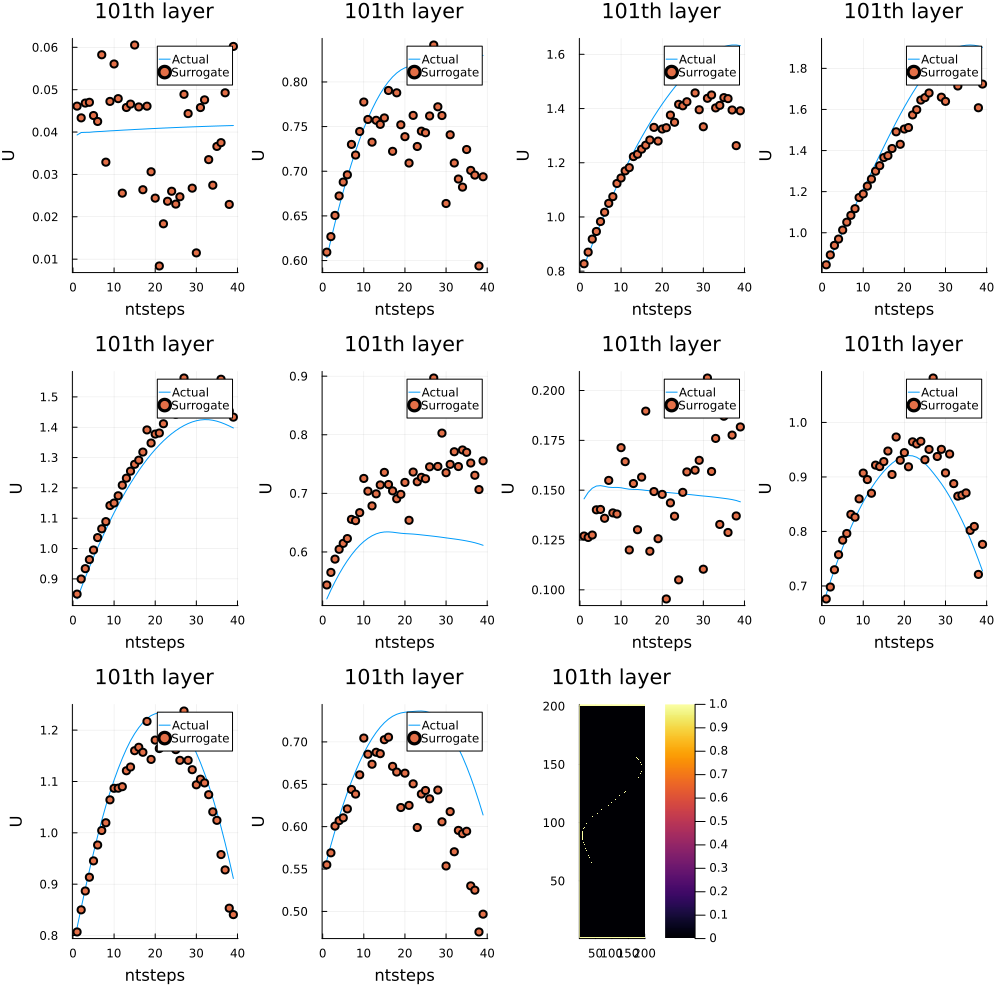 101th layer 101th layer 101th layer 101th layer
Actual
Surrogate
Actual
Surrogate
Actual
Surrogate
Actual
Surrogate
U
0.06
0.05
0.04
0.03
0.02
0.01
U
0.80
0.75
0.70
0.65
0.60
U
1.6
1.4
1.2
1.0
0.8
U
1.8
1.6
1.4
1.2
1.0
0 10 20 30 40 0 10 20 30 40 0 10 20 30 40 0 10 20 30 40
ntsteps ntsteps ntsteps ntsteps
101th layer 101th layer 101th layer 101th layer
Actual
Surrogate
Actual
Surrogate
Actual
Surrogate
Actual
Surrogate
U
1.5
1.4
1.3
1.2
1.1
1.0
0.9
U
0.9
0.8
0.7
0.6
U
0.200
0.175
0.150
0.125
0.100
U
1.0
0.9
0.8
0.7
0 10 20 30 40 0 10 20 30 40 0 10 20 30 40 0 10 20 30 40
ntsteps ntsteps ntsteps ntsteps
101th layer 101th layer 101th layer
Actual
Surrogate
Actual
Surrogate
U
1.2
1.1
1.0
0.9
0.8
U
0.70
0.65
0.60
0.55
0.50
200
150
100
50
1.0
0.9
0.8
0.7
0.6
0.5
0.4
0.3
0.2
0.1
0
0 10 20 30 40 0 10 20 30 40 50 100 150 200
ntsteps ntsteps